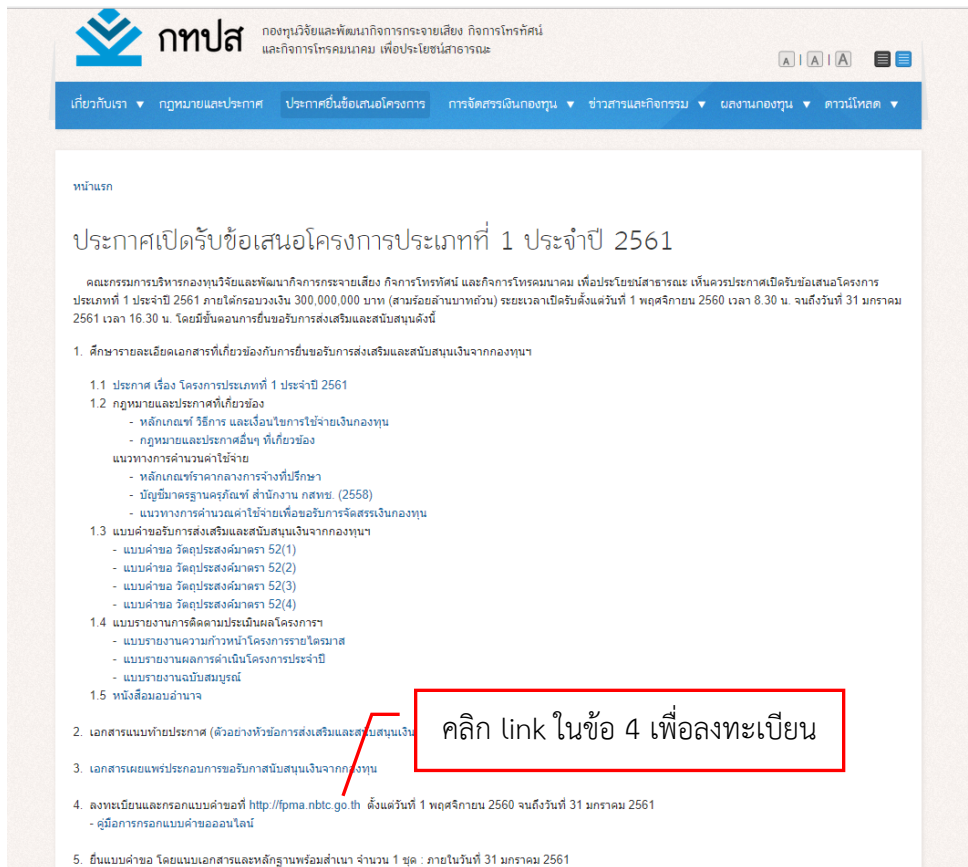 กทปส
กองทุนวิจัยและพัฒนากิจการกระจายเสียง กิจการโทรทัศน์
และกิจการโทรคมนาคม เพื่อประโยชน์สาธารณะ
A | A | A
เกี่ยวกับเรา ▼ กฎหมายและประกาศ ประกาศยื่นข้อเสนอโครงการ การจัดสรรเงินกองทุน ▼ ข่าวสารและกิจกรรม ▼ ผลงานกองทุน ▼ ดาวน์โหลด ▼
หน้าแรก
ประกาศเปิดรับข้อเสนอโครงการประเภทที่ 1 ประจำปี 2561
คณะกรรมการบริหารกองทุนวิจัยและพัฒนากิจการกระจายเสียง กิจการโทรทัศน์ และกิจการโทรคมนาคม เพื่อประโยชน์สาธารณะ เห็นควรประกาศเปิดรับข้อเสนอโครงการ
ประเภทที่ 1 ประจำปี 2561 ภายใต้กรอบวงเงิน 300,000,000 บาท (สามร้อยล้านบาทถ้วน) ระยะเวลาเปิดรับตั้งแต่วันที่ 1 พฤศจิกายน 2560 เวลา 8.30 น. จนถึงวันที่ 31 มกราคม
2561 เวลา 16.30 น. โดยมีขั้นตอนการยื่นขอรับการส่งเสริมและสนับสนุนดังนี้
1. ศึกษารายละเอียดเอกสารที่เกี่ยวข้องกับการยื่นขอรับการส่งเสริมและสนับสนุนเงินจากกองทุนฯ
1.1 ประกาศ เรื่อง โครงการประเภทที่ 1 ประจำปี 2561
1.2 กฎหมายและประกาศที่เกี่ยวข้อง
- หลักเกณฑ์ วิธีการ และเงื่อนไขการใช้จ่ายเงินกองทุน
- กฎหมายและประกาศอื่นๆ ที่เกี่ยวข้อง
แนวทางการคำนวนค่าใช้จ่าย
- หลักเกณฑ์ราคากลางการจ้างที่ปรึกษา
- บัญชีมาตรฐานครุภัณฑ์ สำนักงาน กสทช. (2558)
- แนวทางการคำนวณค่าใช้จ่ายเพื่อขอรับการจัดสรรเงินกองทุน
1.3 แบบคำขอรับการส่งเสริมและสนับสนุนเงินจากกองทุนฯ
- แบบคำขอ วัตถุประสงค์มาตรา 52(1)
- แบบคำขอ วัตถุประสงค์มาตรา 52(2)
- แบบคำขอ วัตถุประสงค์มาตรา 52(3)
- แบบคำขอ วัตถุประสงค์มาตรา 52(4)
1.4 แบบรายงานการติดตามประเมินผลโครงการฯ
- แบบรายงานความก้าวหน้าโครงการรายไตรมาส
- แบบรายงานผลการดำเนินโครงการประจำปี
- แบบรายงานฉบับสมบูรณ์
1.5 หนังสือมอบอำนาจ
คลิก link ในข้อ 4 เพื่อลงทะเบียน
2. เอกสารแนบท้ายประกาศ (ตัวอย่างหัวข้อการส่งเสริมและสนับสนุนเงิน
3. เอกสารเผยแพร่ประกอบการขอรับกาสนับสนุนเงินจากกองทุน
4. ลงทะเบียนและกรอกแบบคำขอที่ http://fpma.nbtc.go.th ตั้งแต่วันที่ 1 พฤศจิกายน 2560 จนถึงวันที่ 31 มกราคม 2561
- คู่มือการกรอกแบบคำขอออนไลน์
5. ยื่นแบบคำขอ โดยแนบเอกสารและหลักฐานพร้อมสำเนา จำนวน 1 ชุด : ภายในวันที่ 31 มกราคม 2561